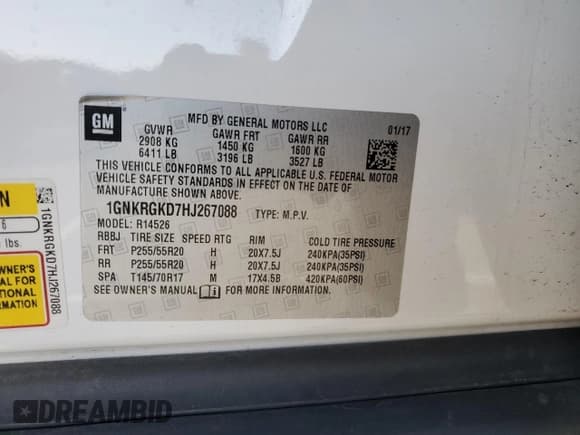 GM
MFD BY GENERAL MOTORS LLC
01/17
GVWR GAWR FRT GAWR RR
2908 KG 1450 KG 1600 KG
6411 LB 3196 LB 3527 LB
THIS VEHICLE CONFORMS TO ALL APPLICABLE U.S. FEDERAL MOTOR
VEHICLE SAFETY STANDARDS IN EFFECT ON THE DATE OF
MANUFACTURE SHOWN ABOVE.
1GNKRGKD7HJ267088 TYPE: M.P.V.
MODEL: R14526
RBBJ TIRE SIZE SPEED RTG RIM COLD TIRE PRESSURE
FRT P255/55R20 H 20X7.5J 240KPA(35PSI)
RR P255/55R20 H 20X7.5J 240KPA(35PSI)
SPA T145/70R17 M 17X4.5B 420KPA(60PSI)
SEE OWNER'S MANUAL FOR MORE INFORMATION.
N
6
lbs.
OWNER'S
AL FOR
TIONAL
RMATION
1GNKRGKD7HJ267088
DREAMBID